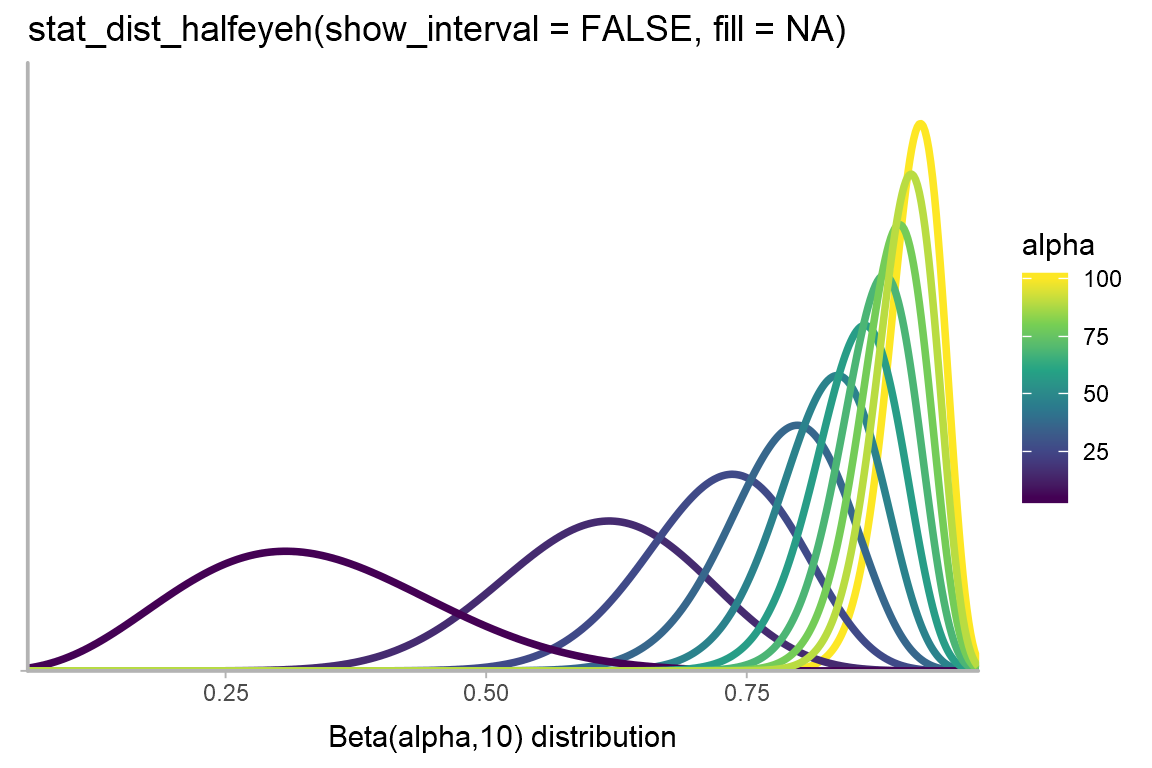 stat_dist_halfeyeh(show_interval = FALSE, fill = NA)
alpha
100
75
50
25
0.25 0.50 0.75
Beta(alpha,10) distribution